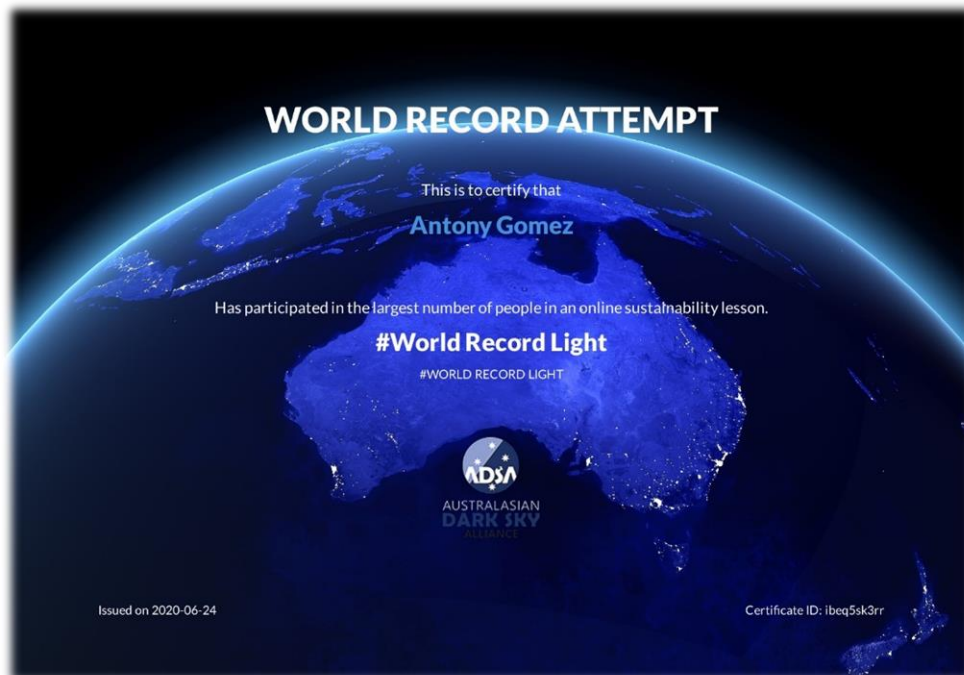 WORLD RECORD ATTEMPT
This is to certify that
Antony Gomez
Has participated in the largest number of people in an online sustainability lesson.
#World Record Light
#WORLD RECORD LIGHT
ADSA
AUSTRALASIAN
DARK SKY
ALLIANCE
Issued on 2020-06-24
Certificate ID: ibeq5sk3rr